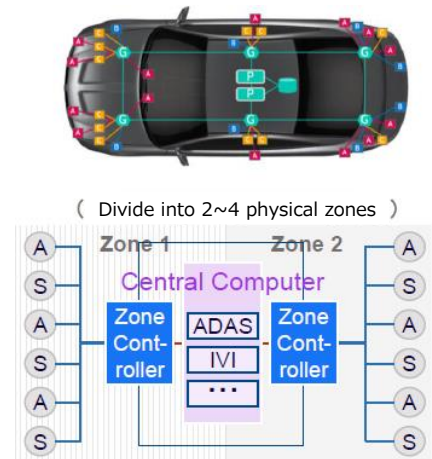 G G G
P
P
G G G
( Divide into 2~4 physical zones )
Zone 1 Zone 2
Central Computer
A
S
A
S
A
S
Zone
Cont-
roller
ADAS
IVI
...
Zone
Cont-
roller
A
S
A
S
A
S